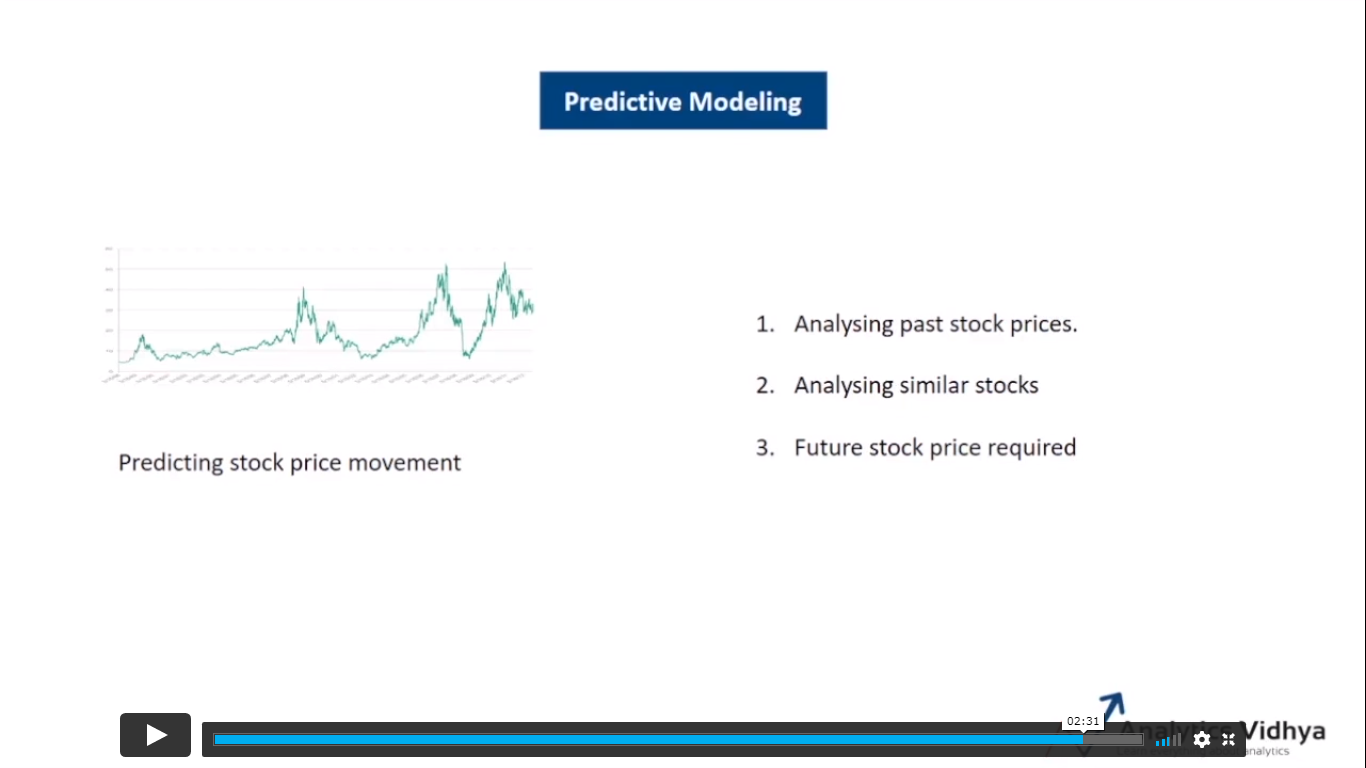 Predictive Modeling
Predicting stock price movement
1. Analysing past stock prices.
2. Analysing similar stocks
3. Future stock price required
02:31
Analytics Vidhya
analytics